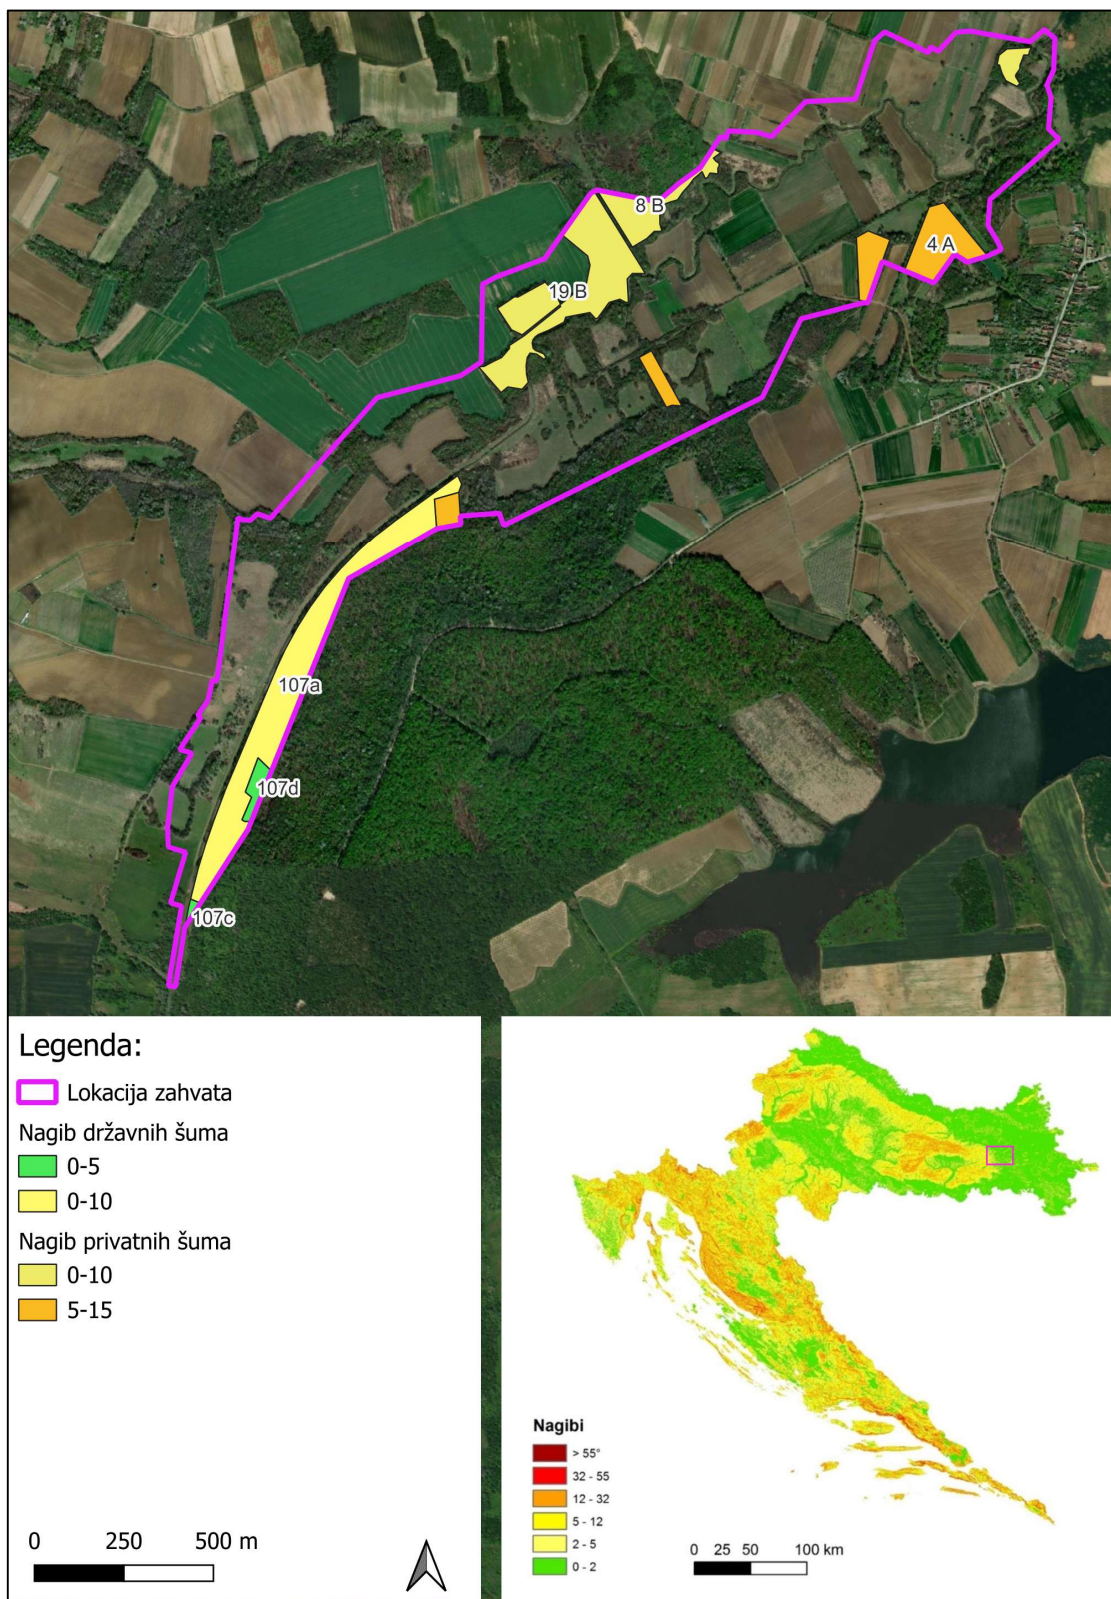 8 B
4 A
19 B
107a
107d
107c
Legenda:
Lokacija zahvata
Nagib državnih šuma
0-5
0-10
Nagib privatnih šuma
0-10
5-15
0 250 500 m
Nagibi
> 55°
32 - 55
12 - 32
5 - 12
2 - 5
0 - 2
0 25 50 100 km